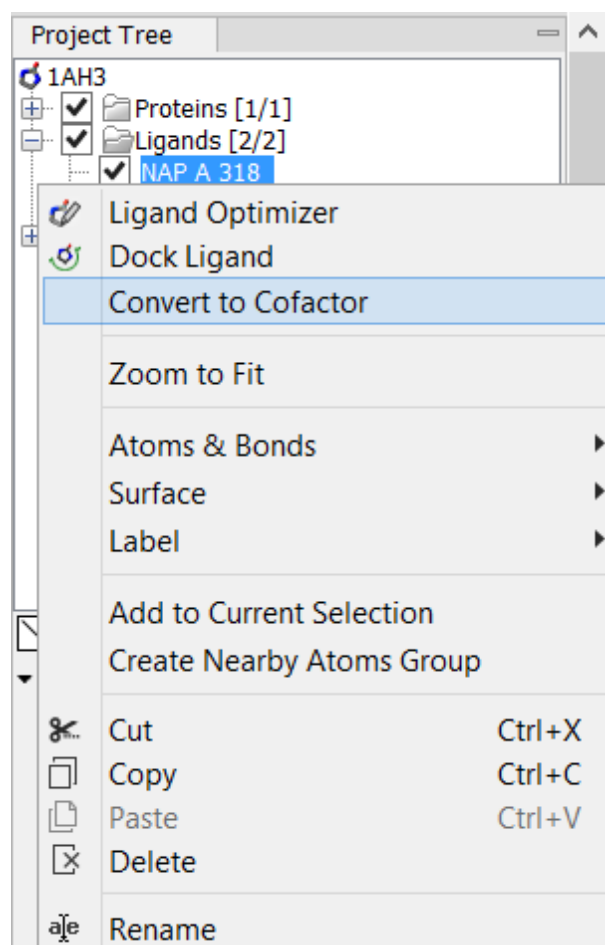 Project Tree
1AH3
Proteins [1/1]
Ligands [2/2]
NAP A 318
Ligand Optimizer
Dock Ligand
Convert to Cofactor
Zoom to Fit
Atoms & Bonds
Surface
Label
Add to Current Selection
Create Nearby Atoms Group
Cut Ctrl+X
Copy Ctrl+C
Paste Ctrl+V
Delete
Rename